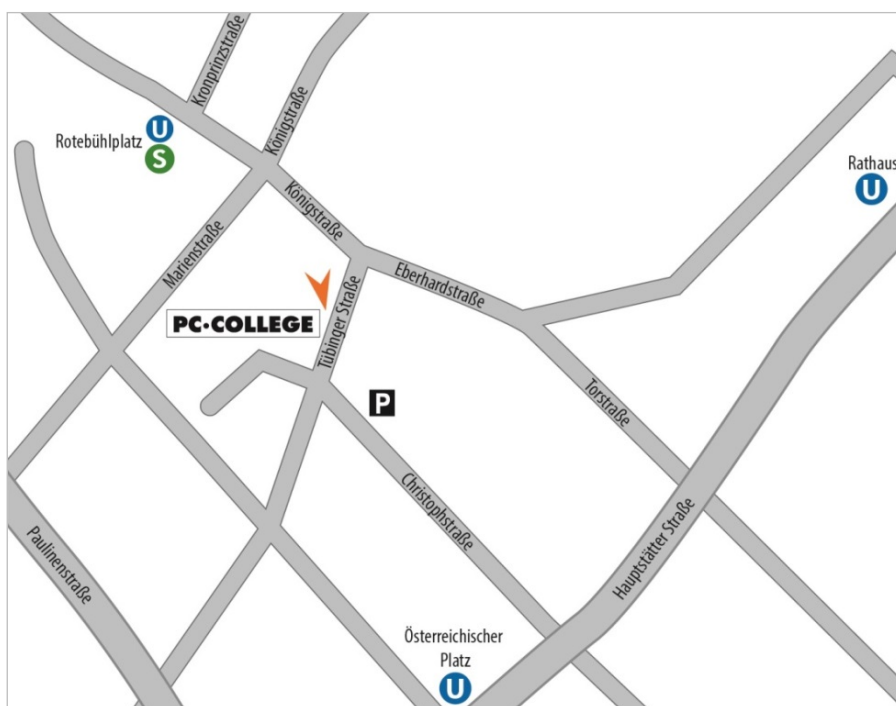 Kronprinzstraße
Königstraße
Rotebühlplatz
U
S
Rathaus
U
Königstraße
Marienstraße
Eberhardstraße
PC·COLLEGE
Tübinger Straße
P
Torstraße
Christophstraße
Hauptstätter Straße
Paulinenstraße
Österreichischer
Platz
U